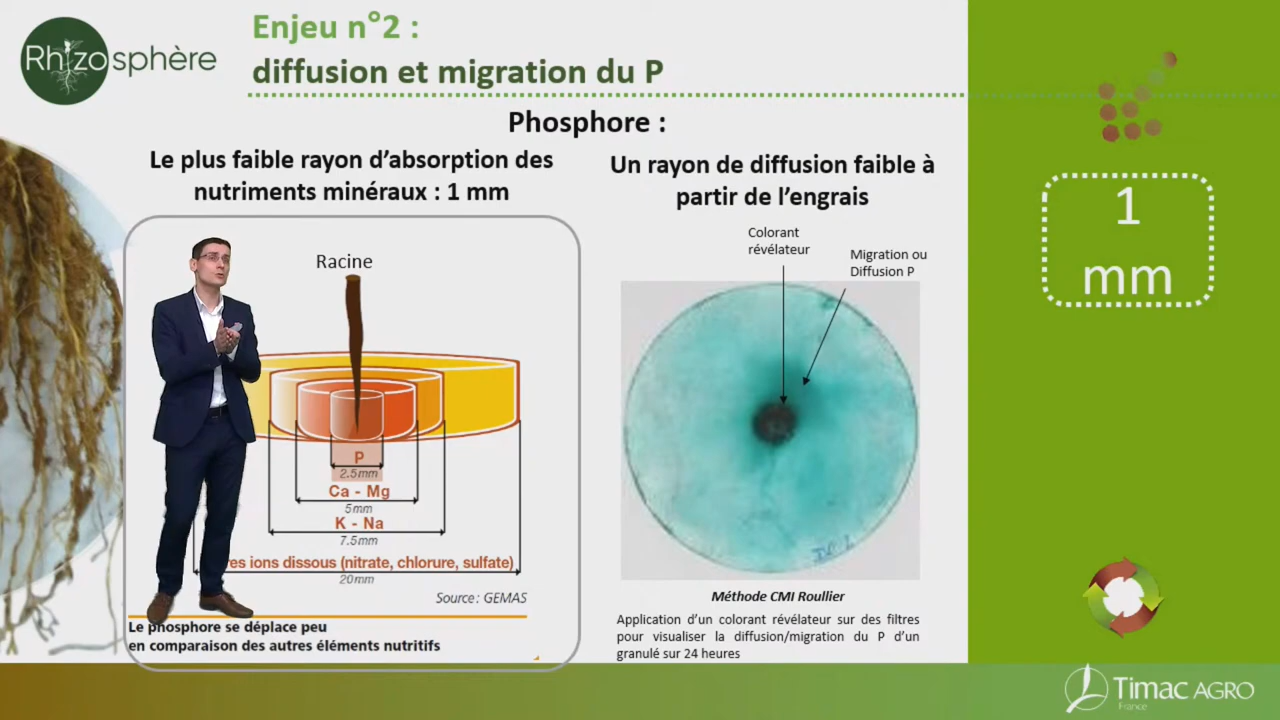 Rhizosphère
Enjeu n°2 :
diffusion et migration du P
Phosphore :
Le plus faible rayon d'absorption des
nutriments minéraux : 1 mm
Racine
P
2.5mm
Ca - Mg
5mm
K - Na
7.5mm
ions dissous (nitrate, chlorure, sulfate)
20mm
Source : GEMAS
Le phosphore se déplace peu
en comparaison des autres éléments nutritifs
Un rayon de diffusion faible à
partir de l'engrais
Colorant
révélateur
Migration ou
Diffusion P
Méthode CMI Roullier
Application d'un colorant révélateur sur des filtres
pour visualiser la diffusion/migration du P d'un
granulé sur 24 heures
1
mm
Timac AGRO
France